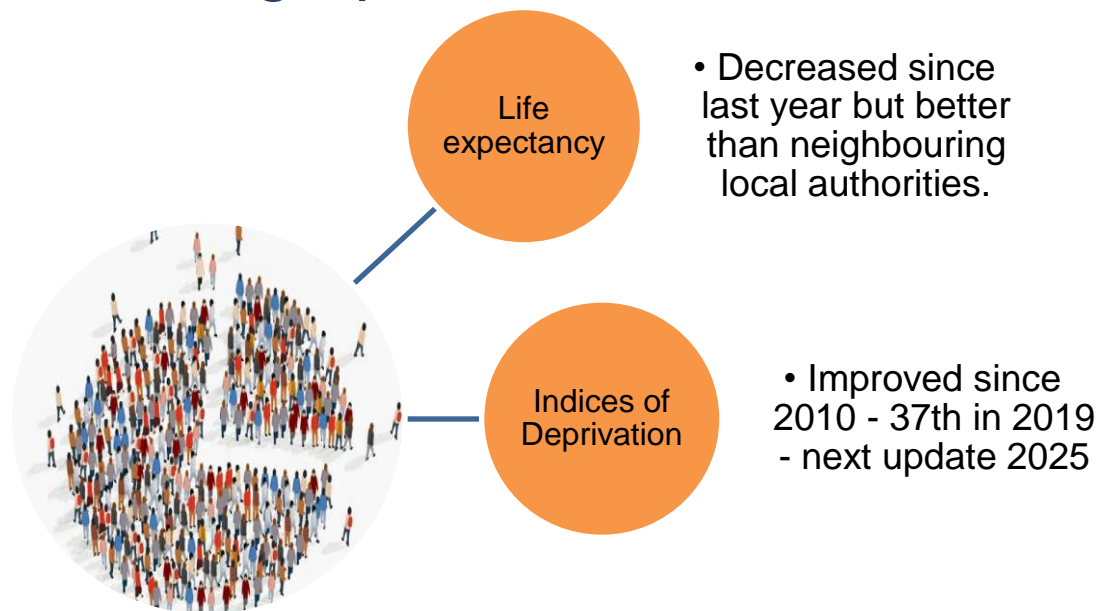 Life
expectancy
• Decreased since
last year but better
than neighbouring
local authorities.
Indices of
Deprivation
• Improved since
2010 - 37th in 2019
- next update 2025